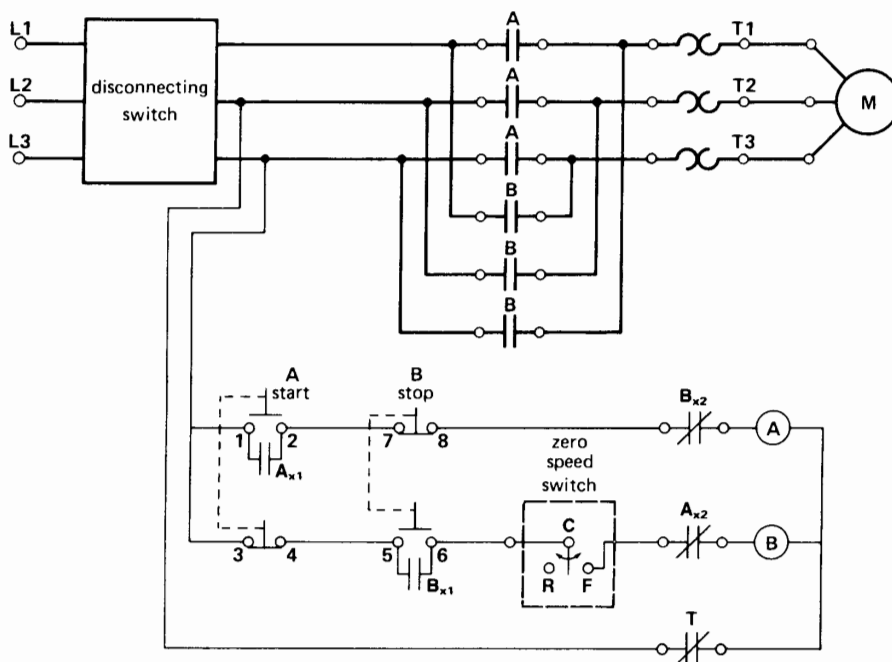 L1
L2
L3
disconnecting
switch
A
A
A
B
B
B
T1
T2
T3
M
A
start
B
stop
1
2
Ax1
7
8
Bx2
A
zero
speed
switch
3
4
5
6
Bx1
C
R
F
Ax2
B
T